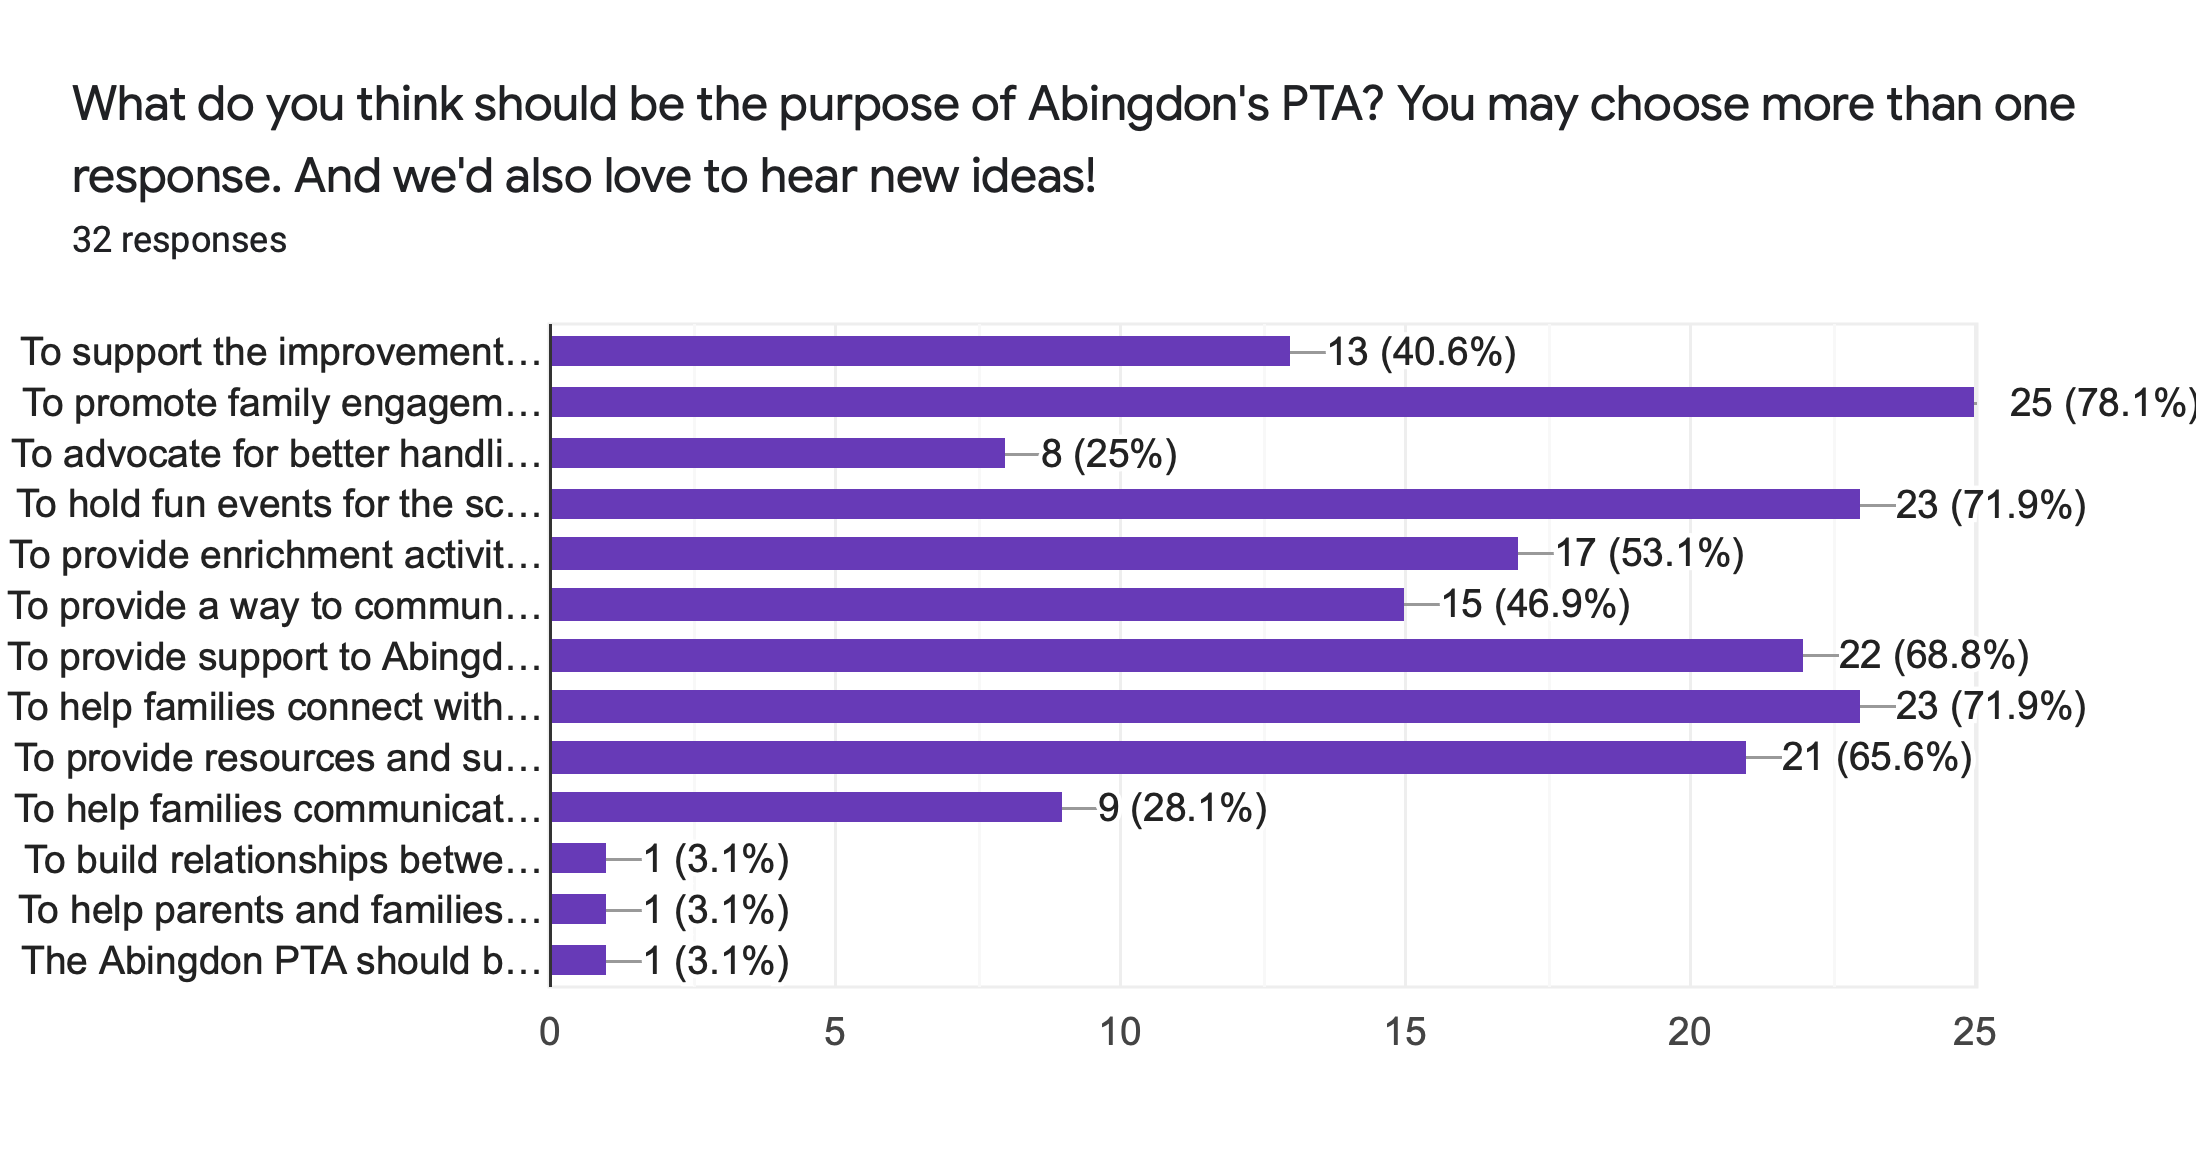 What do you think should be the purpose of Abingdon's PTA? You may choose more than one
response. And we'd also love to hear new ideas!
32 responses
To support the improvement… 13 (40.6%)
To promote family engagem… 25 (78.1%)
To advocate for better handli… 8 (25%)
To hold fun events for the sc… 23 (71.9%)
To provide enrichment activit… 17 (53.1%)
To provide a way to commun… 15 (46.9%)
To provide support to Abingd… 22 (68.8%)
To help families connect with… 23 (71.9%)
To provide resources and su… 21 (65.6%)
To help families communicat… 9 (28.1%)
To build relationships betwe… 1 (3.1%)
To help parents and families… 1 (3.1%)
The Abingdon PTA should b… 1 (3.1%)
0 5 10 15 20 25